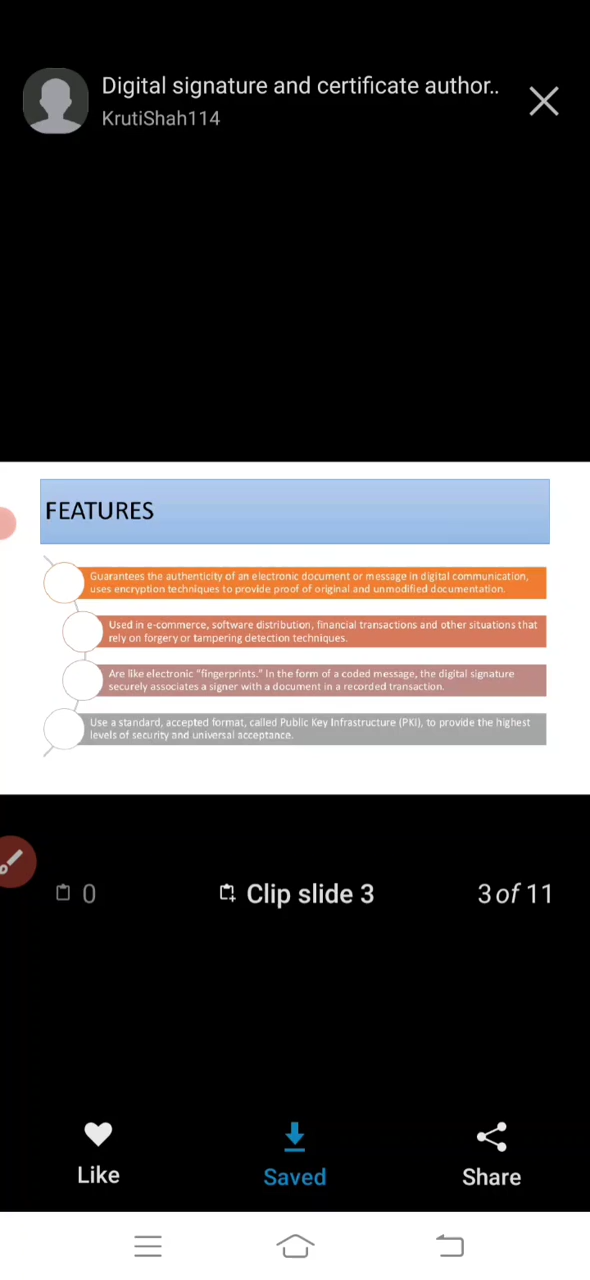 Digital signature and certificate author..
KrutiShah114
FEATURES
Guarantees the authenticity of an electronic document or message in digital communication,
uses encryption techniques to provide proof of original and unmodified documentation.
Used in e-commerce, software distribution, financial transactions and other situations that
rely on forgery or tampering detection techniques.
Are like electronic "fingerprints." In the form of a coded message, the digital signature
securely associates a signer with a document in a recorded transaction.
Use a standard, accepted format, called Public Key Infrastructure (PKI), to provide the highest
levels of security and universal acceptance.
0 Clip slide 3 3 of 11
Like Saved Share